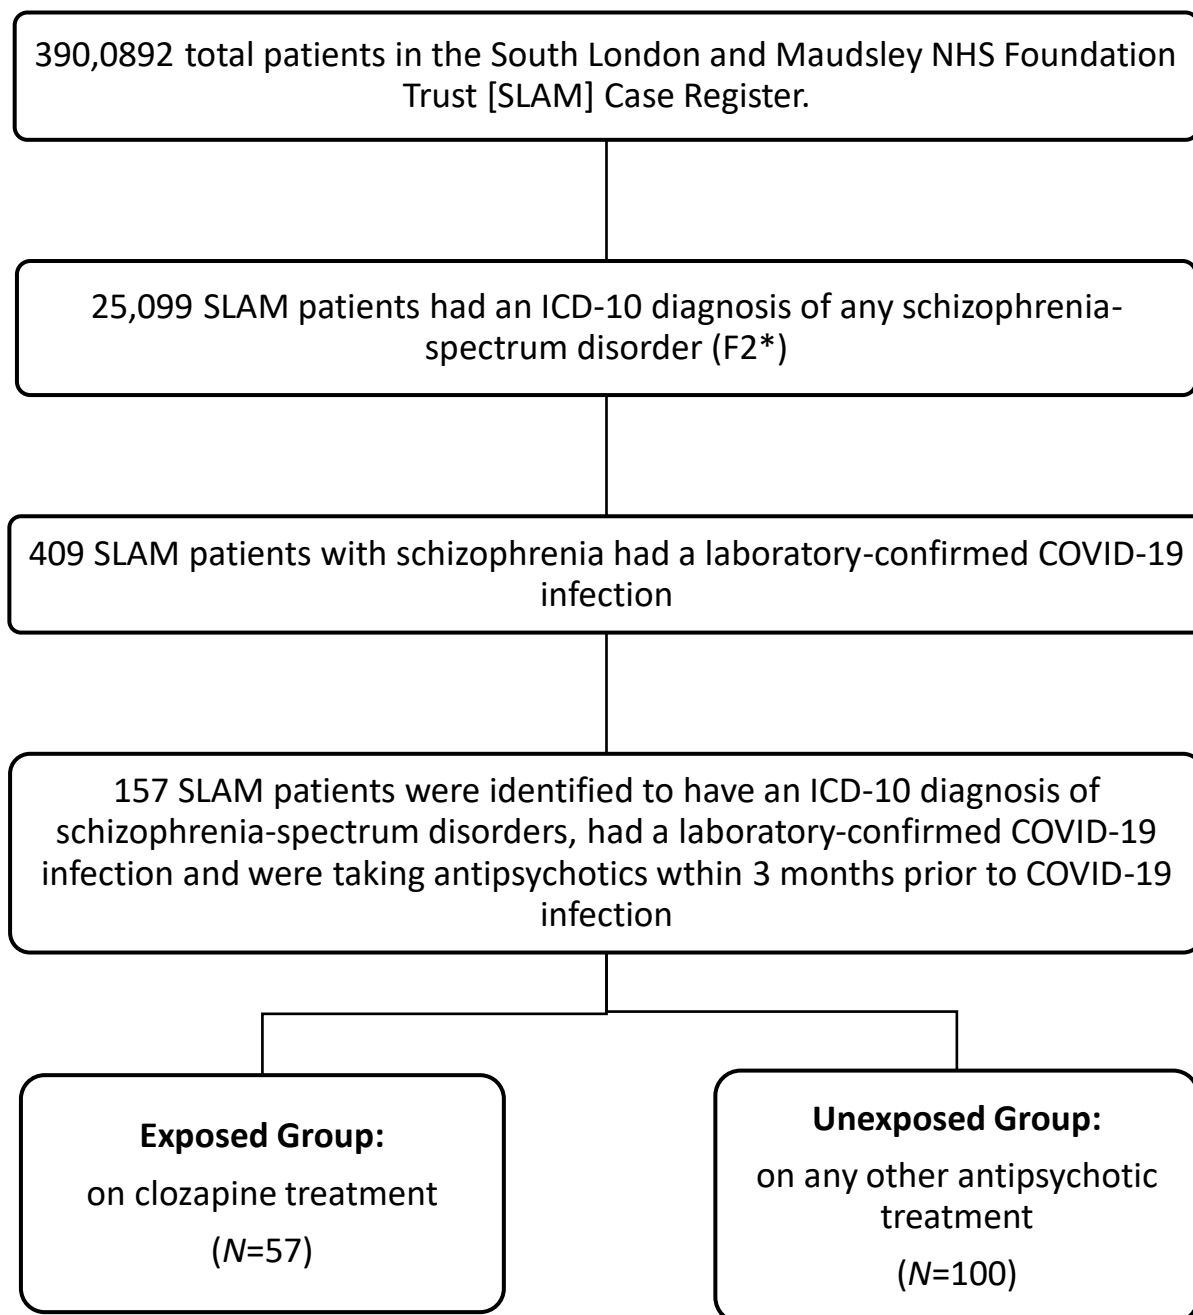 390,0892 total patients in the South London and Maudsley NHS Foundation
Trust [SLAM] Case Register.
25,099 SLAM patients had an ICD-10 diagnosis of any schizophrenia-
spectrum disorder (F2*)
409 SLAM patients with schizophrenia had a laboratory-confirmed COVID-19
infection
157 SLAM patients were identified to have an ICD-10 diagnosis of
schizophrenia-spectrum disorders, had a laboratory-confirmed COVID-19
infection and were taking antipsychotics wthin 3 months prior to COVID-19
infection
Exposed Group:
on clozapine treatment
(N=57)
Unexposed Group:
on any other antipsychotic
treatment
(N=100)